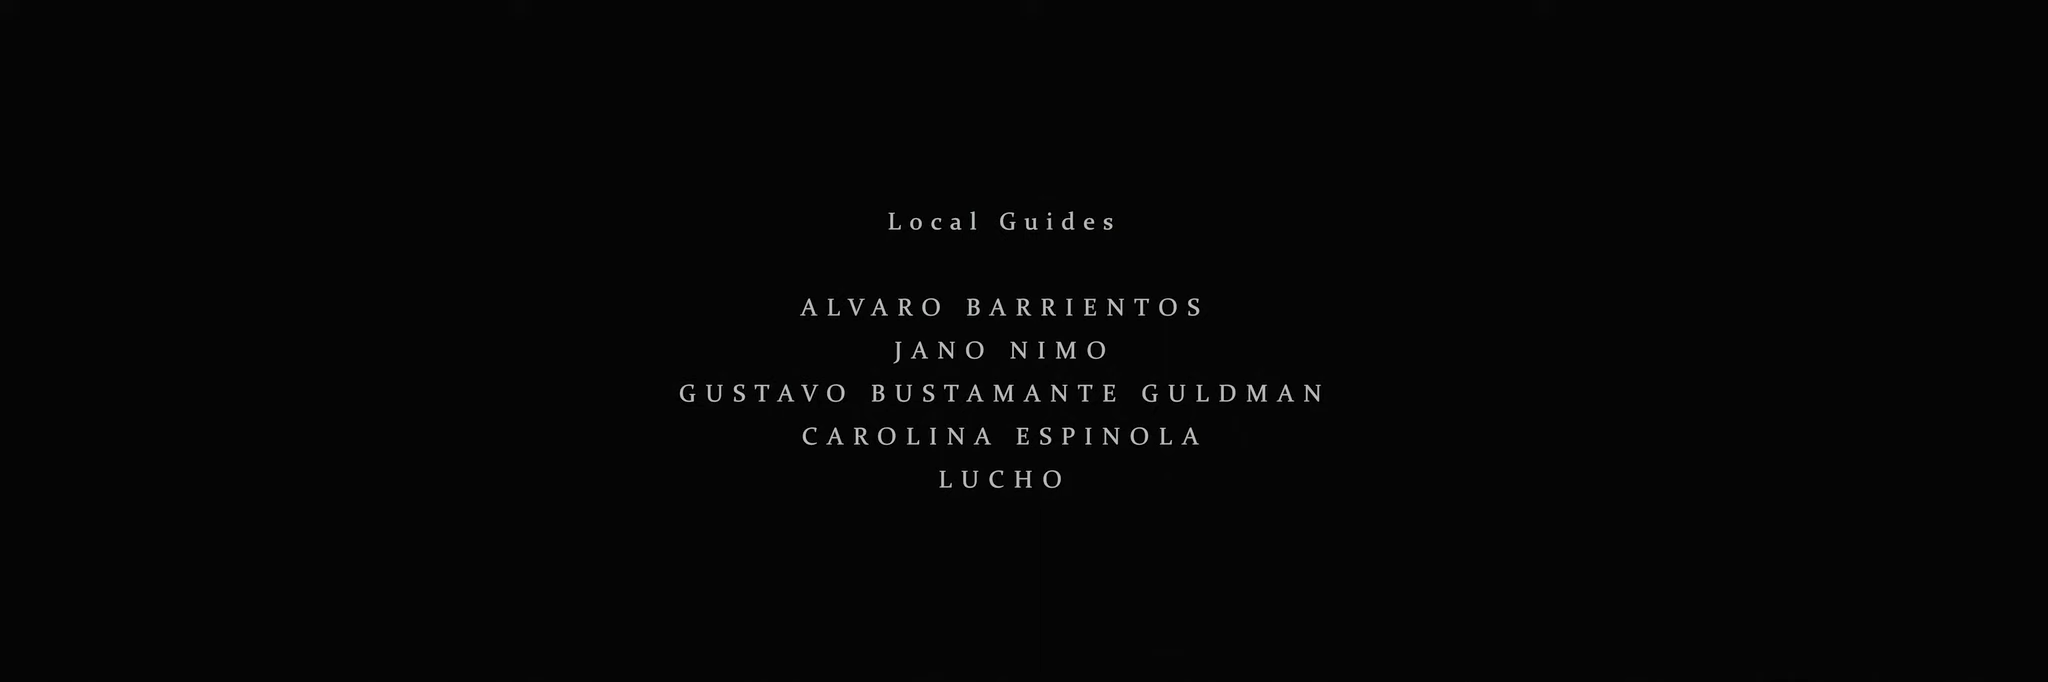 Local Guides
ALVARO BARRIENTOS
JANO NIMO
GUSTAVO BUSTAMANTE GULDMAN
CAROLINA ESPINOLA
LUCHO